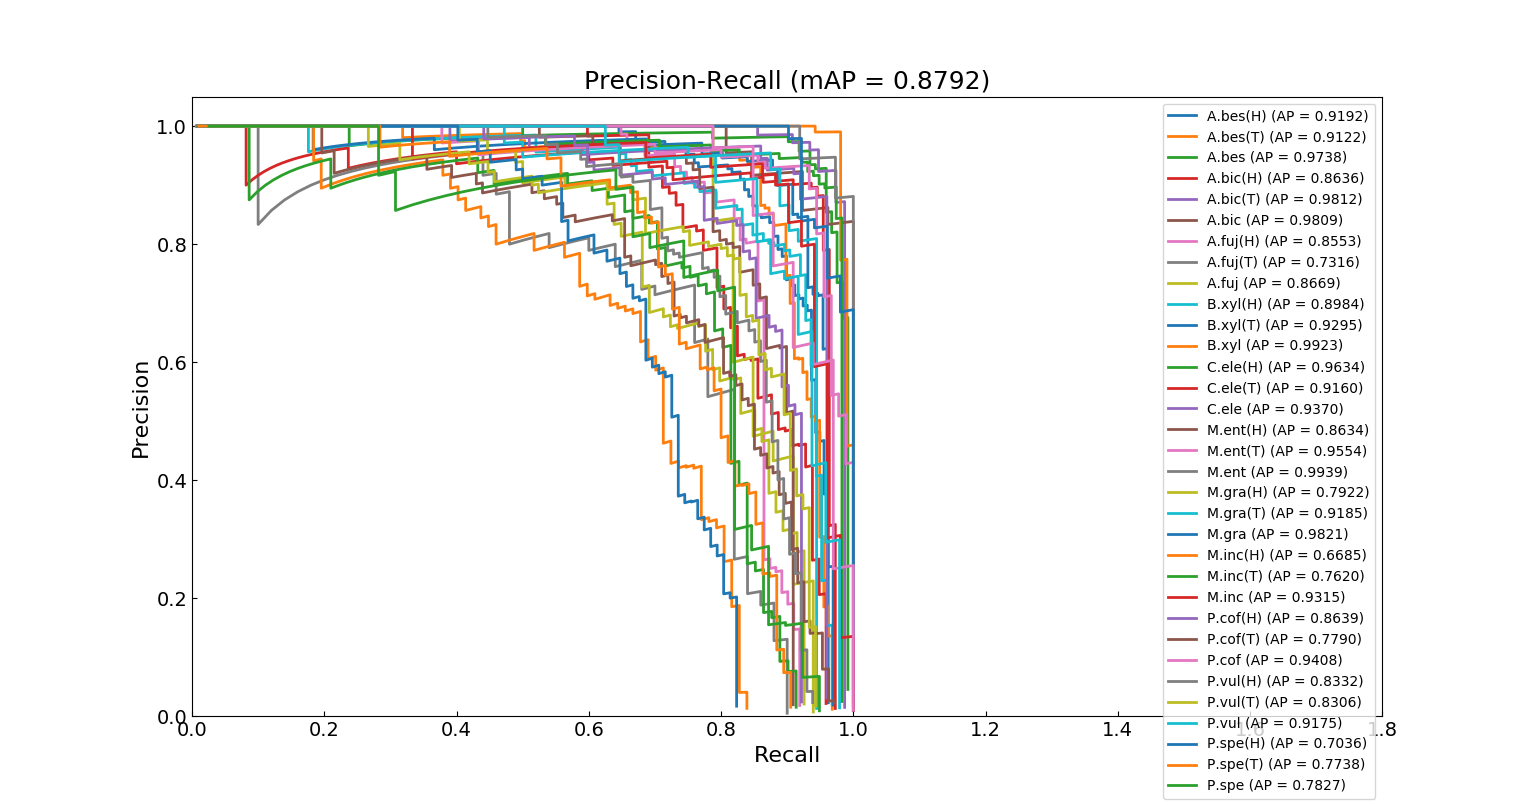 Precision-Recall (mAP = 0.8792)
1.0
0.8
0.6
0.4
0.2
0.0
Precision
0.0 0.2 0.4 0.6 0.8 1.0 1.2 1.4 1.6 1.8
Recall
A.bes(H) (AP = 0.9192)
A.bes(T) (AP = 0.9122)
A.bes (AP = 0.9738)
A.bic(H) (AP = 0.8636)
A.bic(T) (AP = 0.9812)
A.bic (AP = 0.9809)
A.fuj(H) (AP = 0.8553)
A.fuj(T) (AP = 0.7316)
A.fuj (AP = 0.8669)
B.xyl(H) (AP = 0.8984)
B.xyl(T) (AP = 0.9295)
B.xyl (AP = 0.9923)
C.ele(H) (AP = 0.9634)
C.ele(T) (AP = 0.9160)
C.ele (AP = 0.9370)
M.ent(H) (AP = 0.8634)
M.ent(T) (AP = 0.9554)
M.ent (AP = 0.9939)
M.gra(H) (AP = 0.7922)
M.gra(T) (AP = 0.9185)
M.gra (AP = 0.9821)
M.inc(H) (AP = 0.6685)
M.inc(T) (AP = 0.7620)
M.inc (AP = 0.9315)
P.cof(H) (AP = 0.8639)
P.cof(T) (AP = 0.7790)
P.cof (AP = 0.9408)
P.vul(H) (AP = 0.8332)
P.vul(T) (AP = 0.8306)
P.vul (AP = 0.9175)
P.spe(H) (AP = 0.7036)
P.spe(T) (AP = 0.7738)
P.spe (AP = 0.7827)